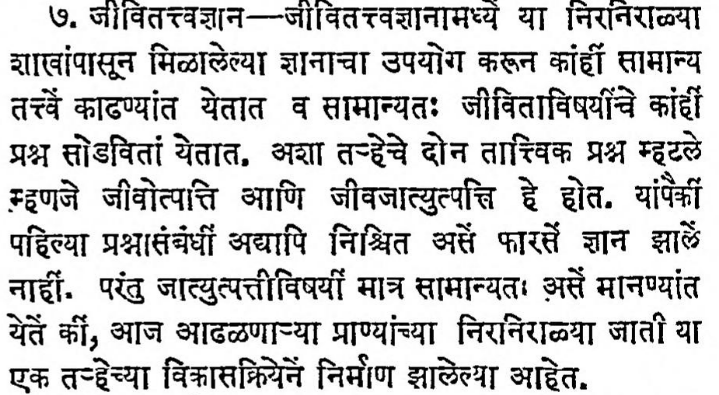 ७. जीवितत्त्वज्ञान—जीवितत्त्वज्ञानामध्यें या निरनिराळ्या
शाखांपासून मिळालेल्या ज्ञानाचा उपयोग करून कांहीं सामान्य
तत्त्वें काढण्यांत येतात व सामान्यतः जीविताविषयींचे कांहीं
प्रश्न सोडवितां येतात. अशा तऱ्हेचे दोन तात्त्विक प्रश्न म्हटले
म्हणजे जीवोत्पत्ति आणि जीवजात्युत्पत्ति हे होत. यांपैकीं
पहिल्या प्रश्नासंबंधीं अद्यापि निश्चित असें फारसें ज्ञान झालें
नाहीं. परंतु जात्युत्पत्तीविषयीं मात्र सामान्यतः असें मानण्यांत
येतें कीं, आज आढळणाऱ्या प्राण्यांच्या निरनिराळ्या जाती या
एक तऱ्हेच्या विकासक्रियेनें निर्माण झालेल्या आहेत.